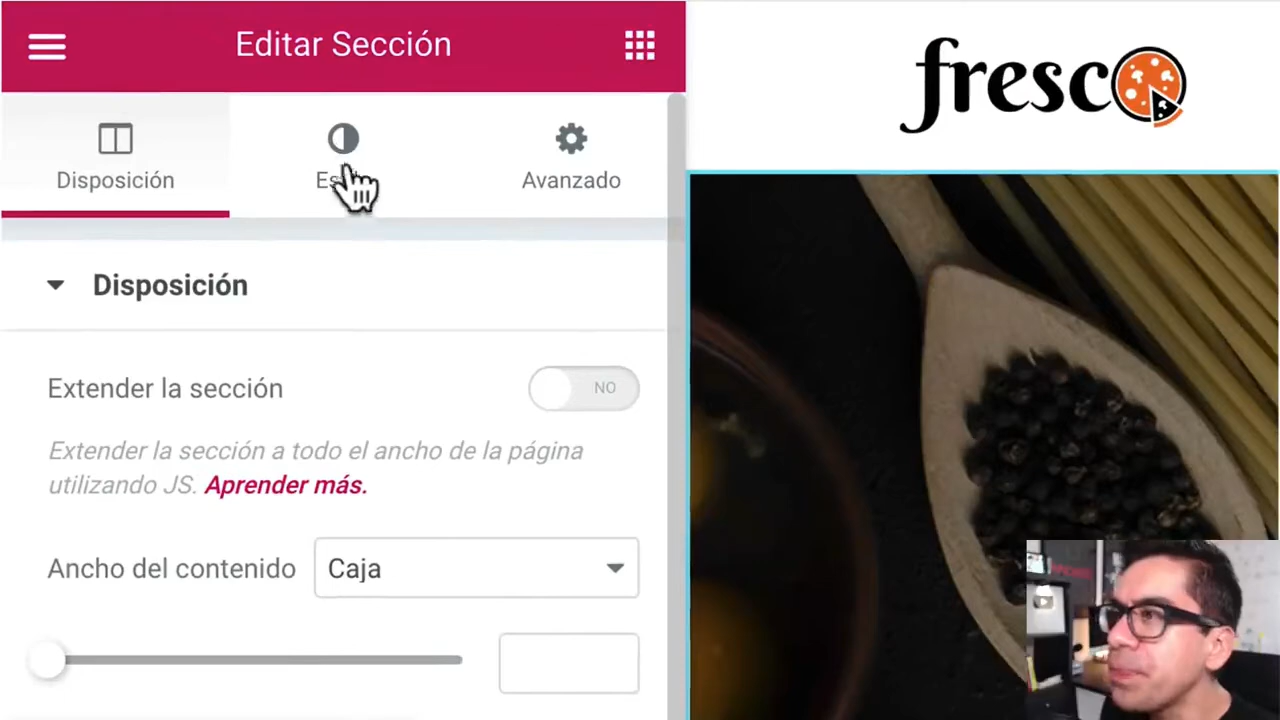 Editar Sección
fresco
Disposición
Avanzado
Disposición
Extender la sección
NO
Extender la sección a todo el ancho de la página
utilizando JS. Aprender más.
Ancho del contenido
Caja